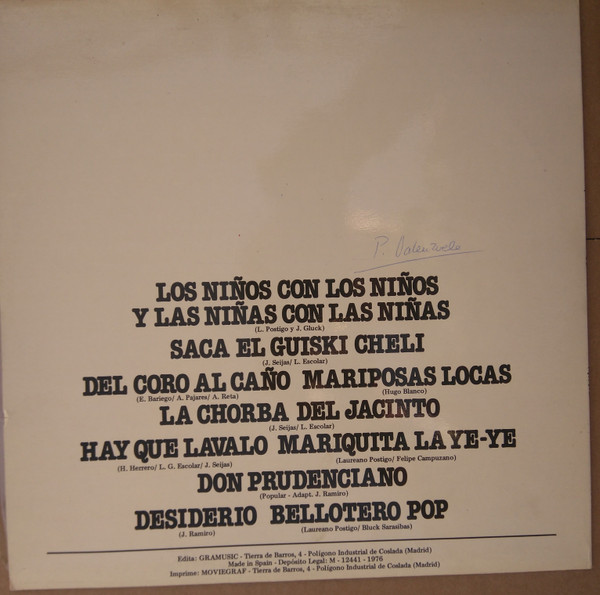 P. Valenzuela
LOS NIÑOS CON LOS NIÑOS
Y LAS NIÑAS CON LAS NIÑAS
(L. Postigo y J. Gluck)
SACA EL GUISKI CHELI
(J. Seijas/ L. Escolar)
DEL CORO AL CAÑO MARIPOSAS LOCAS
(E. Bariego/ A. Pajares/ A. Reta) (Hugo Blanco)
LA CHORBA DEL JACINTO
(J. Seijas/ L. Escolar)
HAY QUE LAVALO MARIQUITA LA YE-YE
(H. Herrero/ L. G. Escolar/ J. Seijas) (Laureano Postigo/ Felipe Campuzano)
DON PRUDENCIANO
(Popular - Adapt. J. Ramiro)
DESIDERIO BELLOTERO POP
(J. Ramiro) (Laureano Postigo/ Bluck Sarasibas)
Edita: GRAMUSIC - Tierra de Barros, 4 - Polígono Industrial de Coslada (Madrid)
Made in Spain - Depósito Legal: M - 12441 - 1976
Imprime: MOVIEGRAF - Tierra de Barros, 4 - Polígono Industrial de Coslada (Madrid)